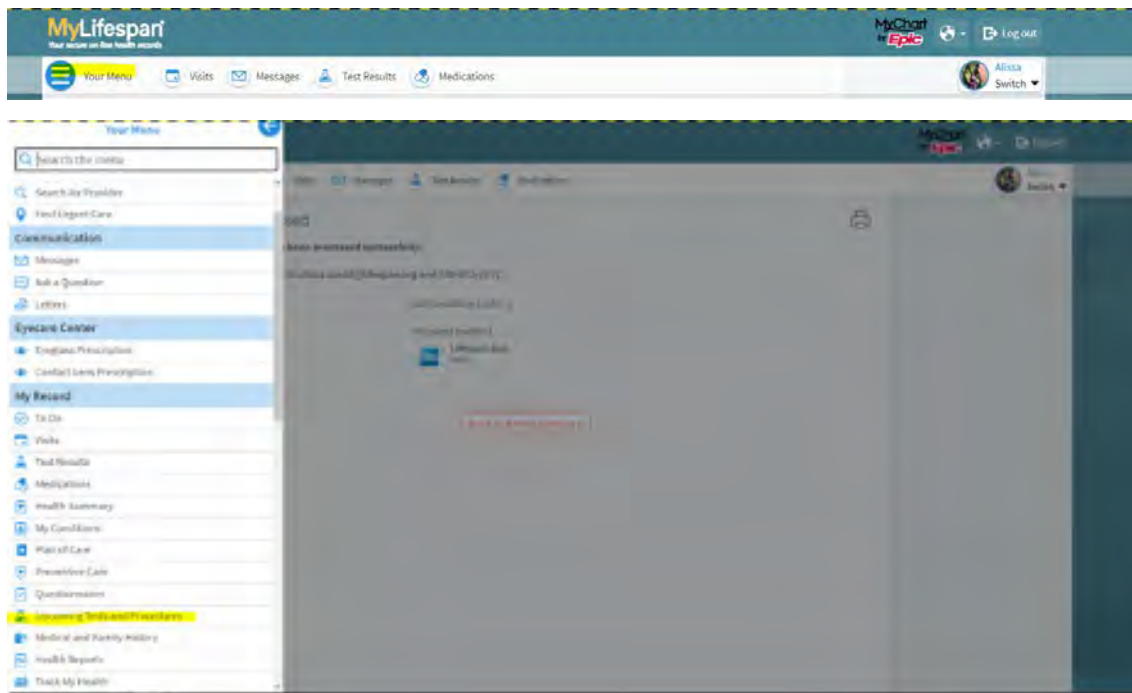 MyLifespan
Your secure on-line health records
MyChart
by Epic
Log out
Your Menu
Visits
Messages
Test Results
Medications
Alissa
Switch
Your Menu
Search the menu
Search for Provider
Find Urgent Care
Communication
Messages
Ask a Question
Letters
Eyecare Center
Eyeglass Prescription
Contact Lens Prescription
My Record
To Do
Visits
Test Results
Medications
Health Summary
My Conditions
Plan of Care
Preventive Care
Questionnaires
Upcoming Tests and Procedures
Medical and Family History
Health Reports
Track My Health